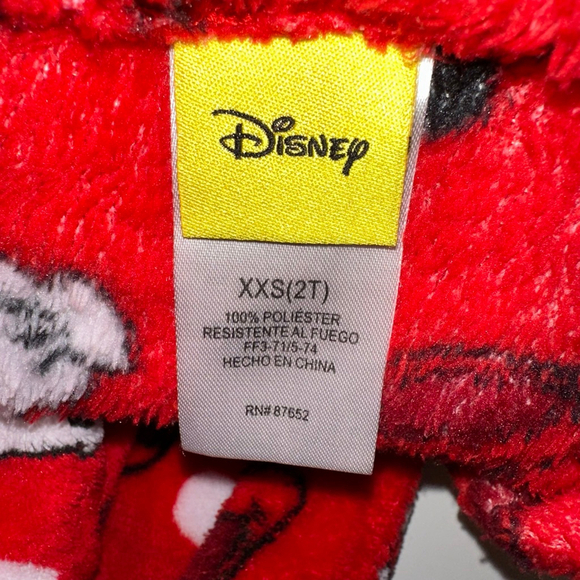 Disney
XXS(2T)
100% POLIESTER
RESISTENTE AL FUEGO
FF3-71/5-74
HECHO EN CHINA
RN# 87652